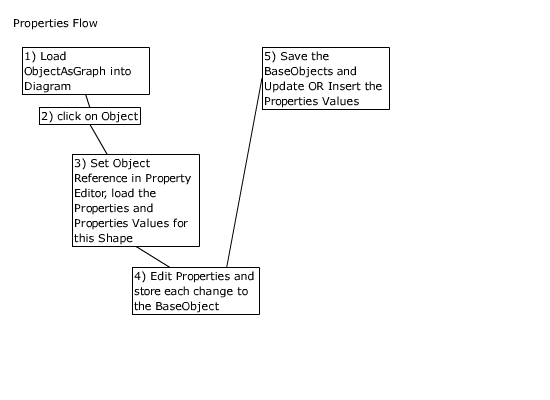 Properties Flow
1) Load
ObjectAsGraph into
Diagram
2) click on Object
3) Set Object
Reference in Property
Editor, load the
Properties and
Properties Values for
this Shape
4) Edit Properties and
store each change to
the BaseObject
5) Save the
BaseObjects and
Update OR Insert the
Properties Values